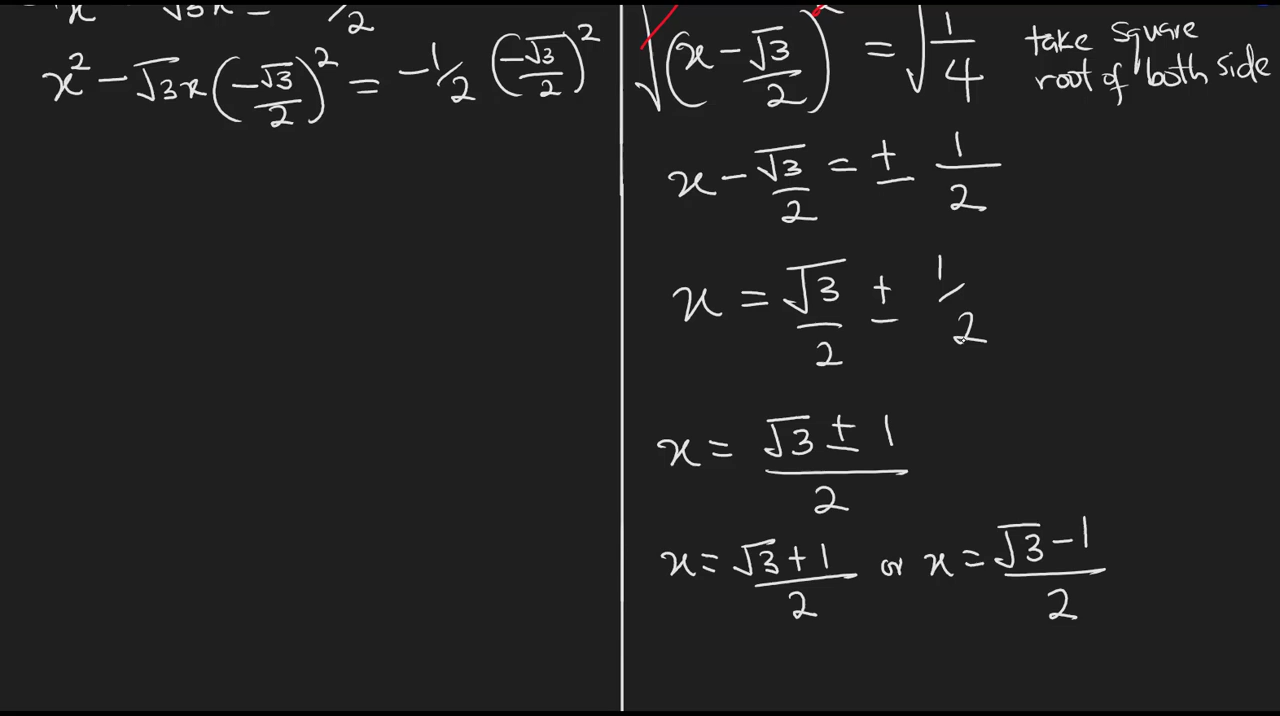 x² - √3x(-√3/2)² = -1/2 (-√3/2)²
√(x - √3/2)² = √1/4 take square root of both side
x - √3/2 = ± 1/2
x = √3/2 ± 1/2
x = √3 ± 1/2
x = √3 + 1/2 or x = √3 - 1/2